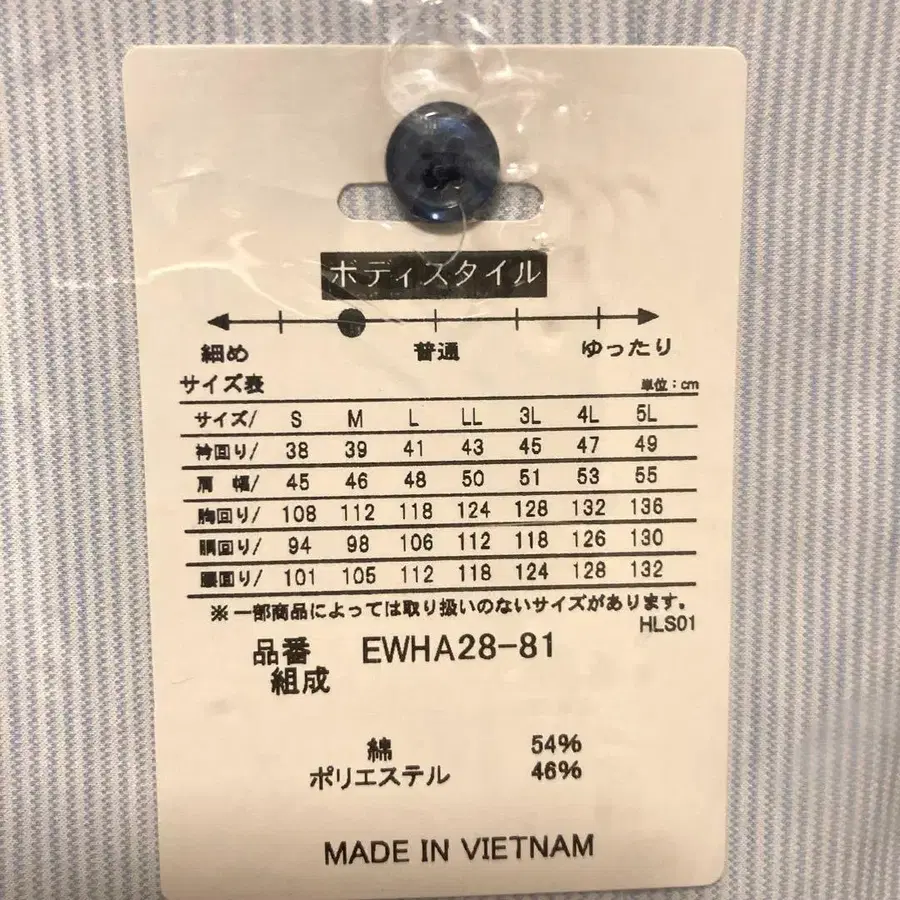 ボディスタイル
細め 普通 ゆったり
サイズ表 単位：cm
サイズ/ S M L LL 3L 4L 5L
衿回り/ 38 39 41 43 45 47 49
肩 幅/ 45 46 48 50 51 53 55
胸回り/ 108 112 118 124 128 132 136
胴回り/ 94 98 106 112 118 126 130
腰回り/ 101 105 112 118 124 128 132
※一部商品によっては取り扱いのないサイズがあります。
HLS01
品番 EWHA28-81
組成
綿 54%
ポリエステル 46%
MADE IN VIETNAM